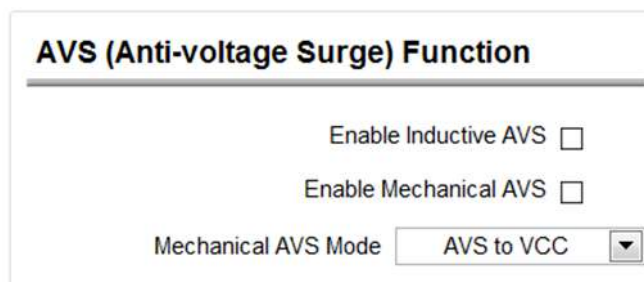 AVS (Anti-voltage Surge) Function
Enable Inductive AVS
Enable Mechanical AVS
Mechanical AVS Mode AVS to VCC